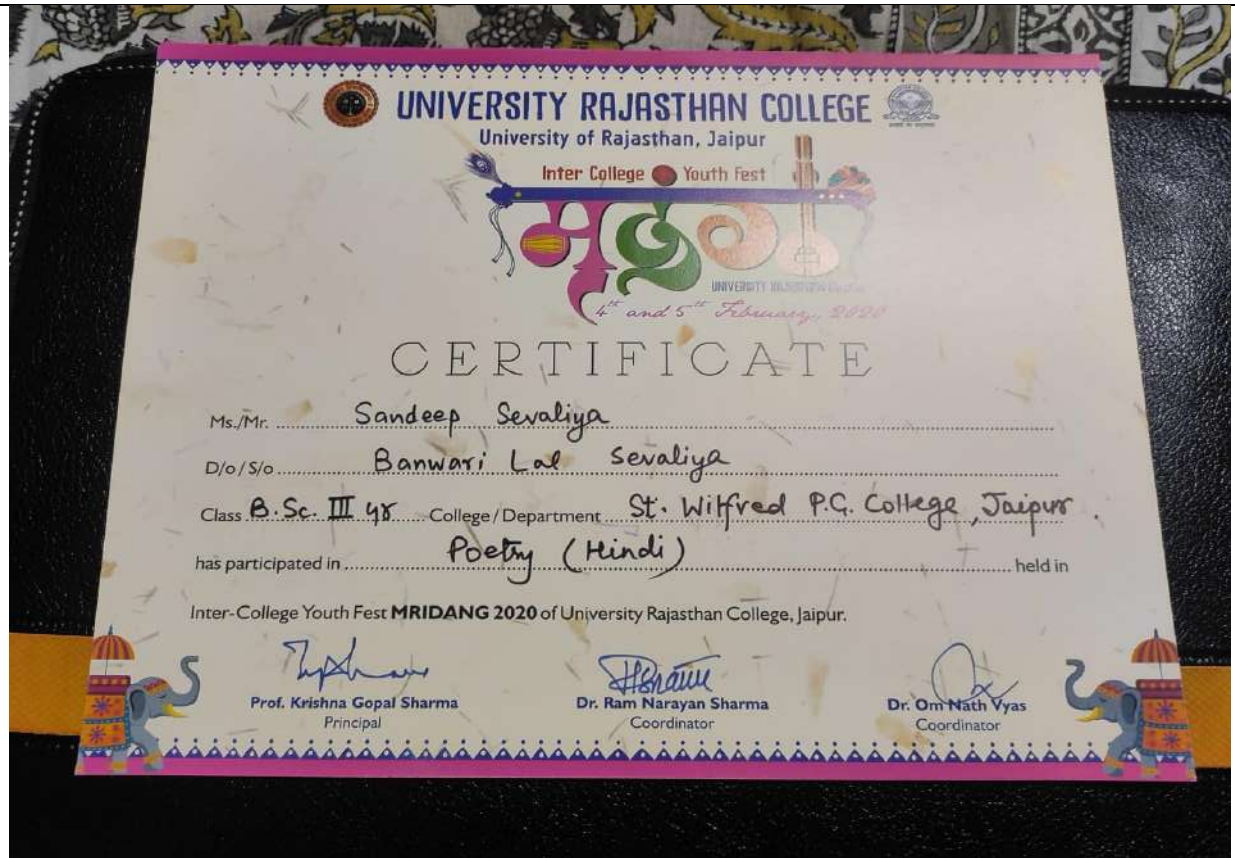 UNIVERSITY RAJASTHAN COLLEGE
University of Rajasthan, Jaipur
Inter College Youth Fest
मृदंग
UNIVERSITY RAJASTHAN
4th and 5th February, 2020
CERTIFICATE
Ms./Mr. Sandeep Sevaliya
D/o/S/o Banwari Lal Sevaliya
Class B.Sc. III yr College/Department St. Wilfred P.G. College, Jaipur.
has participated in Poetry (Hindi) held in
Inter-College Youth Fest MRIDANG 2020 of University Rajasthan College, Jaipur.
Prof. Krishna Gopal Sharma Dr. Ram Narayan Sharma Dr. Om Nath Vyas
Principal Coordinator Coordinator